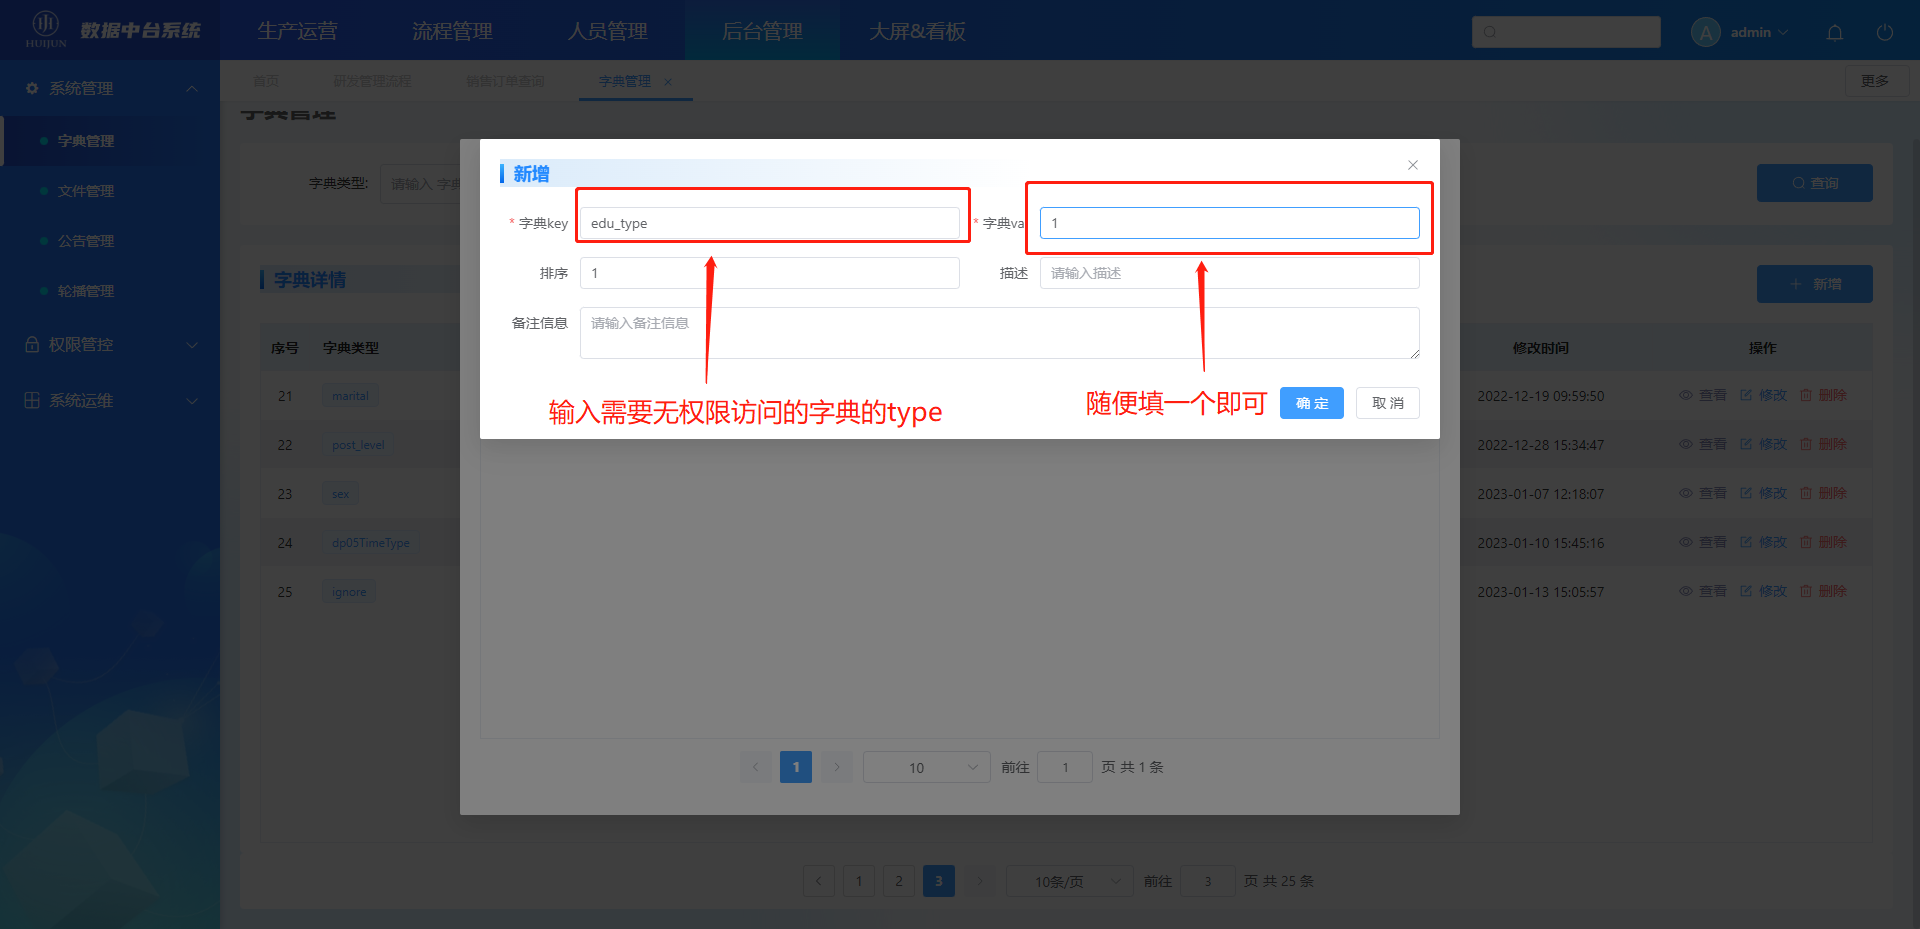 HUIJUN
数据中台系统
生产运营
流程管理
人员管理
后台管理
大屏&看板
A
admin
系统管理
字典管理
文件管理
公告管理
轮播管理
权限管控
系统运维
首页
研发管理流程
销售订单查询
字典管理 ×
更多
字典管理
字典类型:
请输入 字典
查询
字典详情
+ 新增
序号
字典类型
修改时间
操作
21
marital
2022-12-19 09:59:50
查看
修改
删除
22
post_level
2022-12-28 15:34:47
查看
修改
删除
23
sex
2023-01-07 12:18:07
查看
修改
删除
24
dp05TimeType
2023-01-10 15:45:16
查看
修改
删除
25
ignore
2023-01-13 15:05:57
查看
修改
删除
新增
* 字典key
edu_type
* 字典va
1
排序
1
描述
请输入描述
备注信息
请输入备注信息
输入需要无权限访问的字典的type
随便填一个即可
确 定
取 消
< 1 >
10
前往
1
页 共 1 条
< 1 2 3 >
10条/页
前往
3
页 共 25 条